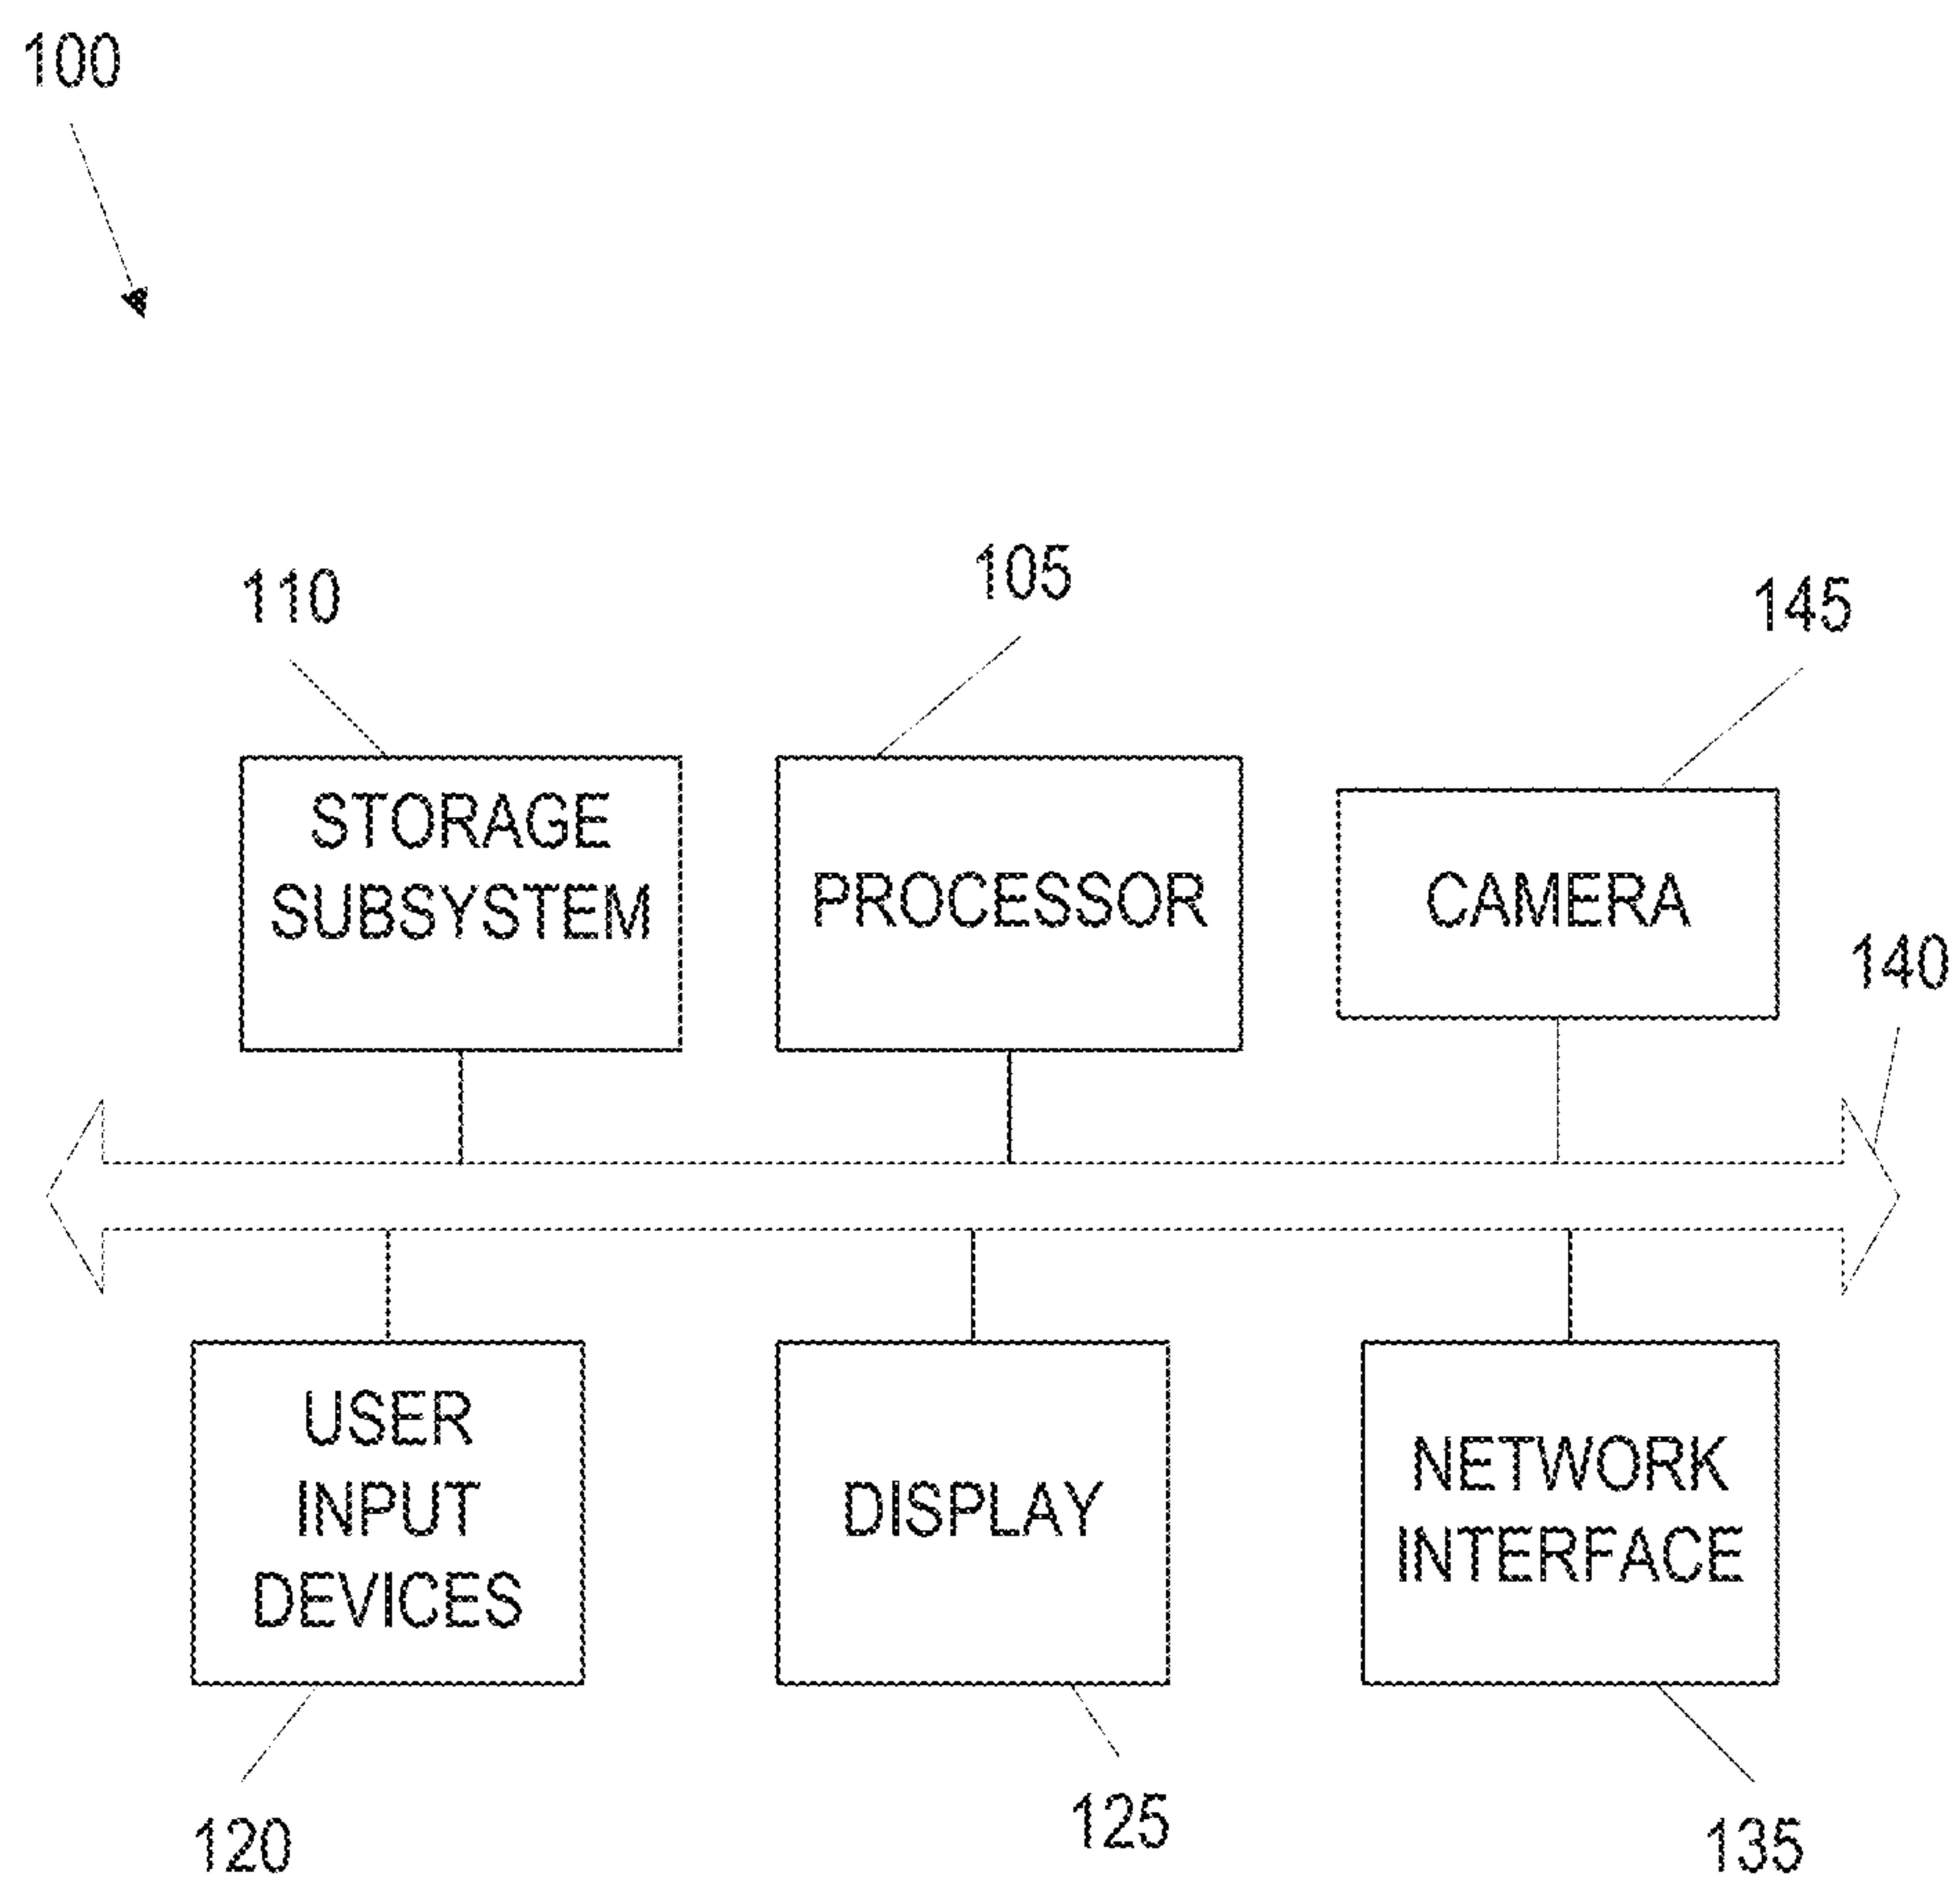 100
110
105
145
STORAGE
SUBSYSTEM
PROCESSOR
CAMERA
140
USER
INPUT
DEVICES
DISPLAY
NETWORK
INTERFACE
120
125
135